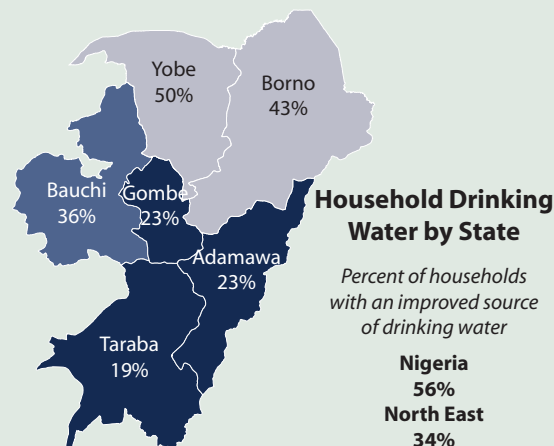 Yobe
50%
Borno
43%
Bauchi
36%
Gombe
23%
Adamawa
23%
Taraba
19%
Household Drinking
Water by State
Percent of households
with an improved source
of drinking water
Nigeria
56%
North East
34%